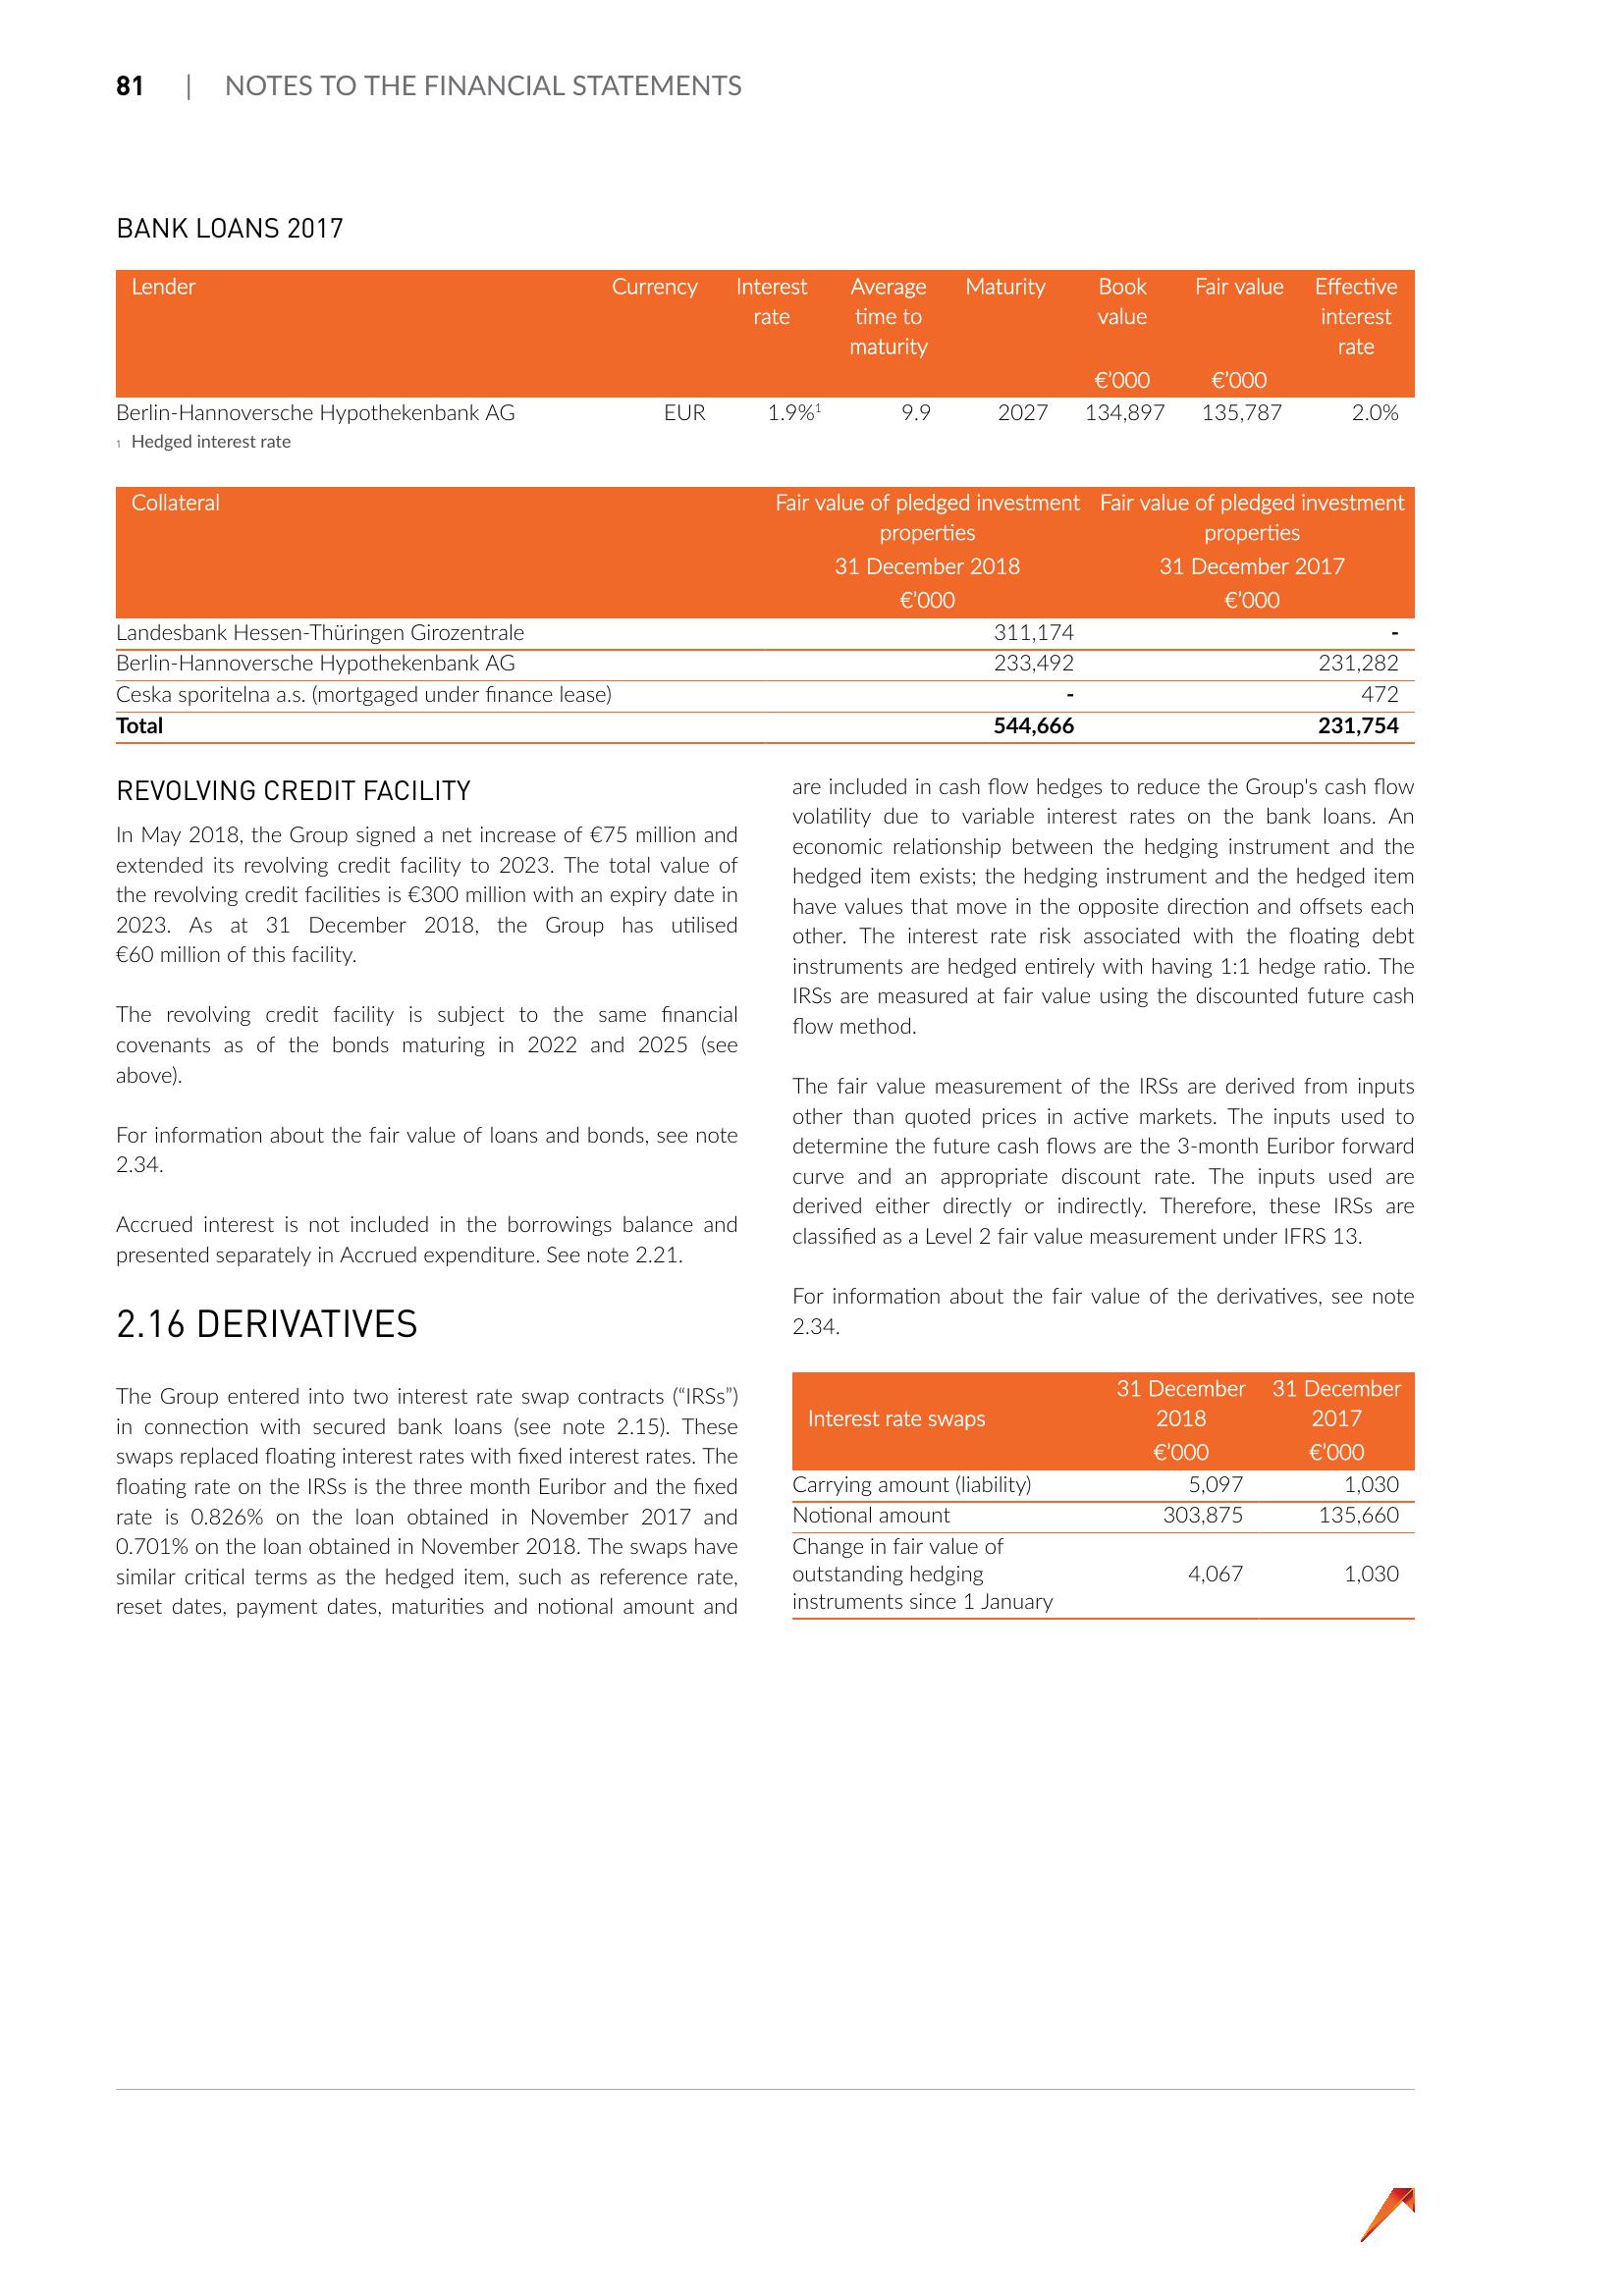 81 | NOTES TO THE FINANCIAL STATEMENTS
BANK LOANS 2017
Lender Currency Interest Average Maturity Book Fair value Effective
rate time to value interest
maturity rate
€’000 €’000
Berlin-Hannoversche Hypothekenbank AG EUR 1.9%¹ 9.9 2027 134,897 135,787 2.0%
1 Hedged interest rate
Collateral Fair value of pledged investment Fair value of pledged investment
properties properties
31 December 2018 31 December 2017
€’000 €’000
Landesbank Hessen-Thüringen Girozentrale 311,174 -
Berlin-Hannoversche Hypothekenbank AG 233,492 231,282
Ceska sporitelna a.s. (mortgaged under finance lease) - 472
Total 544,666 231,754
REVOLVING CREDIT FACILITY
In May 2018, the Group signed a net increase of €75 million and
extended its revolving credit facility to 2023. The total value of
the revolving credit facilities is €300 million with an expiry date in
2023. As at 31 December 2018, the Group has utilised
€60 million of this facility.
The revolving credit facility is subject to the same financial
covenants as of the bonds maturing in 2022 and 2025 (see
above).
For information about the fair value of loans and bonds, see note
2.34.
Accrued interest is not included in the borrowings balance and
presented separately in Accrued expenditure. See note 2.21.
2.16 DERIVATIVES
The Group entered into two interest rate swap contracts (“IRSs”)
in connection with secured bank loans (see note 2.15). These
swaps replaced floating interest rates with fixed interest rates. The
floating rate on the IRSs is the three month Euribor and the fixed
rate is 0.826% on the loan obtained in November 2017 and
0.701% on the loan obtained in November 2018. The swaps have
similar critical terms as the hedged item, such as reference rate,
reset dates, payment dates, maturities and notional amount and
are included in cash flow hedges to reduce the Group's cash flow
volatility due to variable interest rates on the bank loans. An
economic relationship between the hedging instrument and the
hedged item exists; the hedging instrument and the hedged item
have values that move in the opposite direction and offsets each
other. The interest rate risk associated with the floating debt
instruments are hedged entirely with having 1:1 hedge ratio. The
IRSs are measured at fair value using the discounted future cash
flow method.
The fair value measurement of the IRSs are derived from inputs
other than quoted prices in active markets. The inputs used to
determine the future cash flows are the 3-month Euribor forward
curve and an appropriate discount rate. The inputs used are
derived either directly or indirectly. Therefore, these IRSs are
classified as a Level 2 fair value measurement under IFRS 13.
For information about the fair value of the derivatives, see note
2.34.
31 December 31 December
Interest rate swaps 2018 2017
€’000 €’000
Carrying amount (liability) 5,097 1,030
Notional amount 303,875 135,660
Change in fair value of
outstanding hedging 4,067 1,030
instruments since 1 January